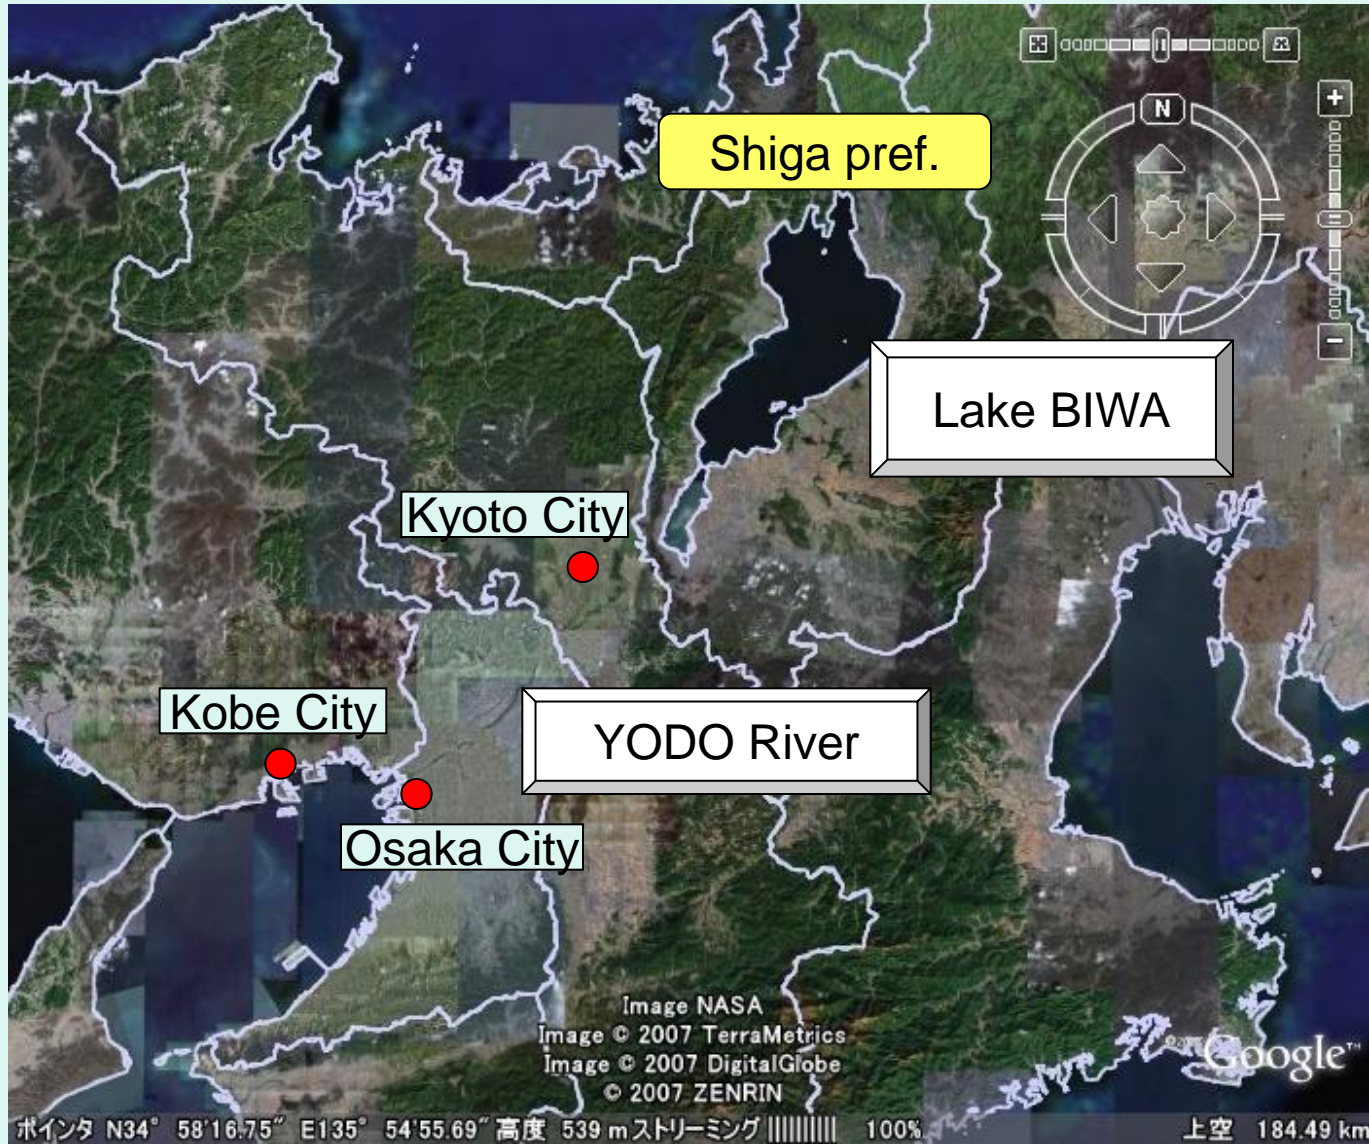 N
Shiga pref.
+
Lake BIWA
−
Kyoto City
Kobe City
YODO River
Osaka City
Image NASA
Image © 2007 TerraMetrics
Image © 2007 DigitalGlobe
© 2007 ZENRIN
Google™
ポインタ N34° 58'16.75" E135° 54'55.69" 高度 539 m ストリーミング |||||||||| 100% 上空 184.49 km